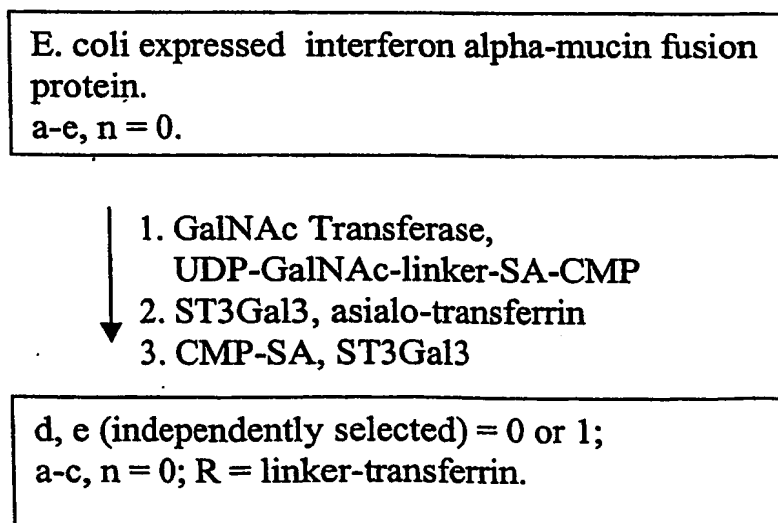 E. coli expressed interferon alpha-mucin fusion
protein.
a-e, n = 0.
1. GalNAc Transferase,
UDP-GalNAc-linker-SA-CMP
2. ST3Gal3, asialo-transferrin
3. CMP-SA, ST3Gal3
d, e (independently selected) = 0 or 1;
a-c, n = 0; R = linker-transferrin.